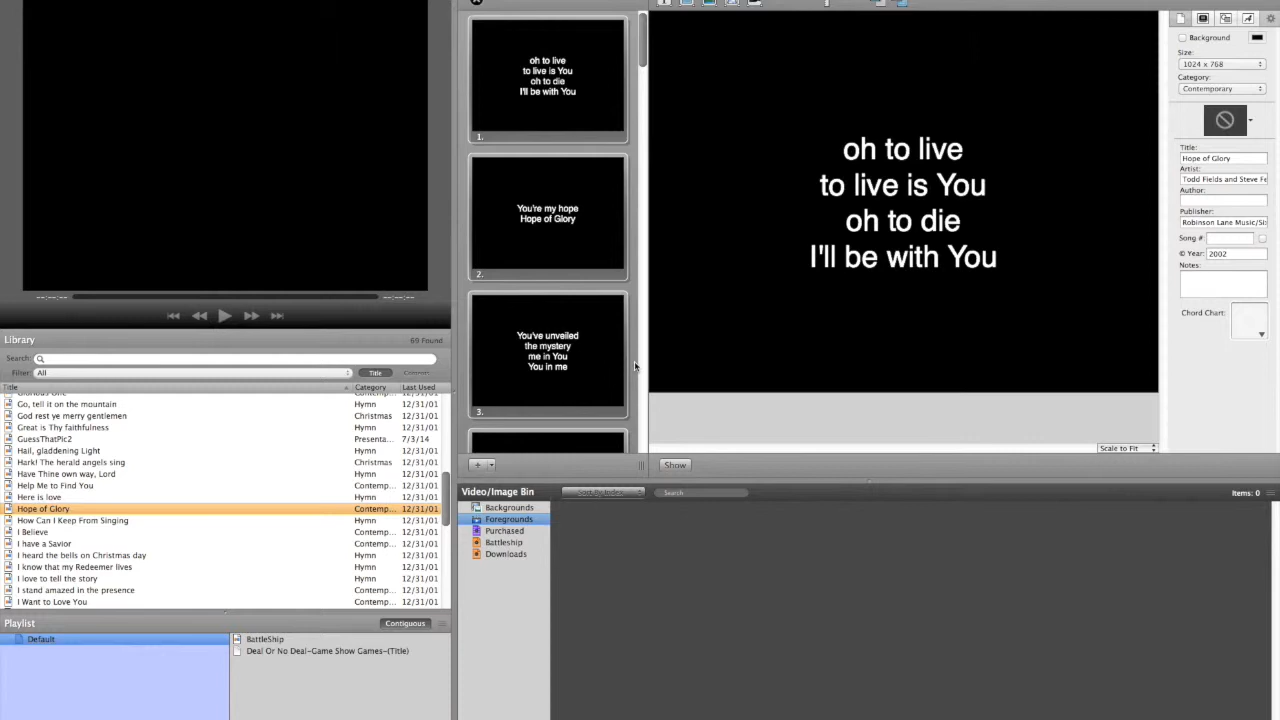 oh to live
to live is You
oh to die
I'll be with You
1.
You're my hope
Hope of Glory
2.
You've unveiled
the mystery
me in You
You in me
3.
oh to live
to live is You
oh to die
I'll be with You
Scale to Fit
Show
Background
Size:
1024 x 768
Category:
Contemporary
Title:
Hope of Glory
Artist:
Todd Fields and Steve Fe
Author:
Publisher:
Robinson Lane Music/Si
Song #
© Year: 2002
Notes:
Chord Chart:
--:--:--
--:--:--
Library
69 Found
Search:
Filter: All
Title
Contents
Title Category Last Used
Glorious One Contemp... 12/31/01
Go, tell it on the mountain Hymn 12/31/01
God rest ye merry gentlemen Christmas 12/31/01
Great is Thy faithfulness Hymn 12/31/01
GuessThatPic2 Presenta... 7/3/14
Hail, gladdening Light Hymn 12/31/01
Hark! The herald angels sing Christmas 12/31/01
Have Thine own way, Lord Hymn 12/31/01
Help Me to Find You Contemp... 12/31/01
Here is love Hymn 12/31/01
Hope of Glory Contemp... 12/31/01
How Can I Keep From Singing Hymn 12/31/01
I Believe Contemp... 12/31/01
I have a Savior Contemp... 12/31/01
I heard the bells on Christmas day Hymn 12/31/01
I know that my Redeemer lives Hymn 12/31/01
I love to tell the story Hymn 12/31/01
I stand amazed in the presence Hymn 12/31/01
I Want to Love You Contemp... 12/31/01
Playlist
Contiguous
Default
BattleShip
Deal Or No Deal-Game Show Games-(Title)
Video/Image Bin
Sort By Index
Search
Items: 0
Backgrounds
Foregrounds
Purchased
Battleship
Downloads